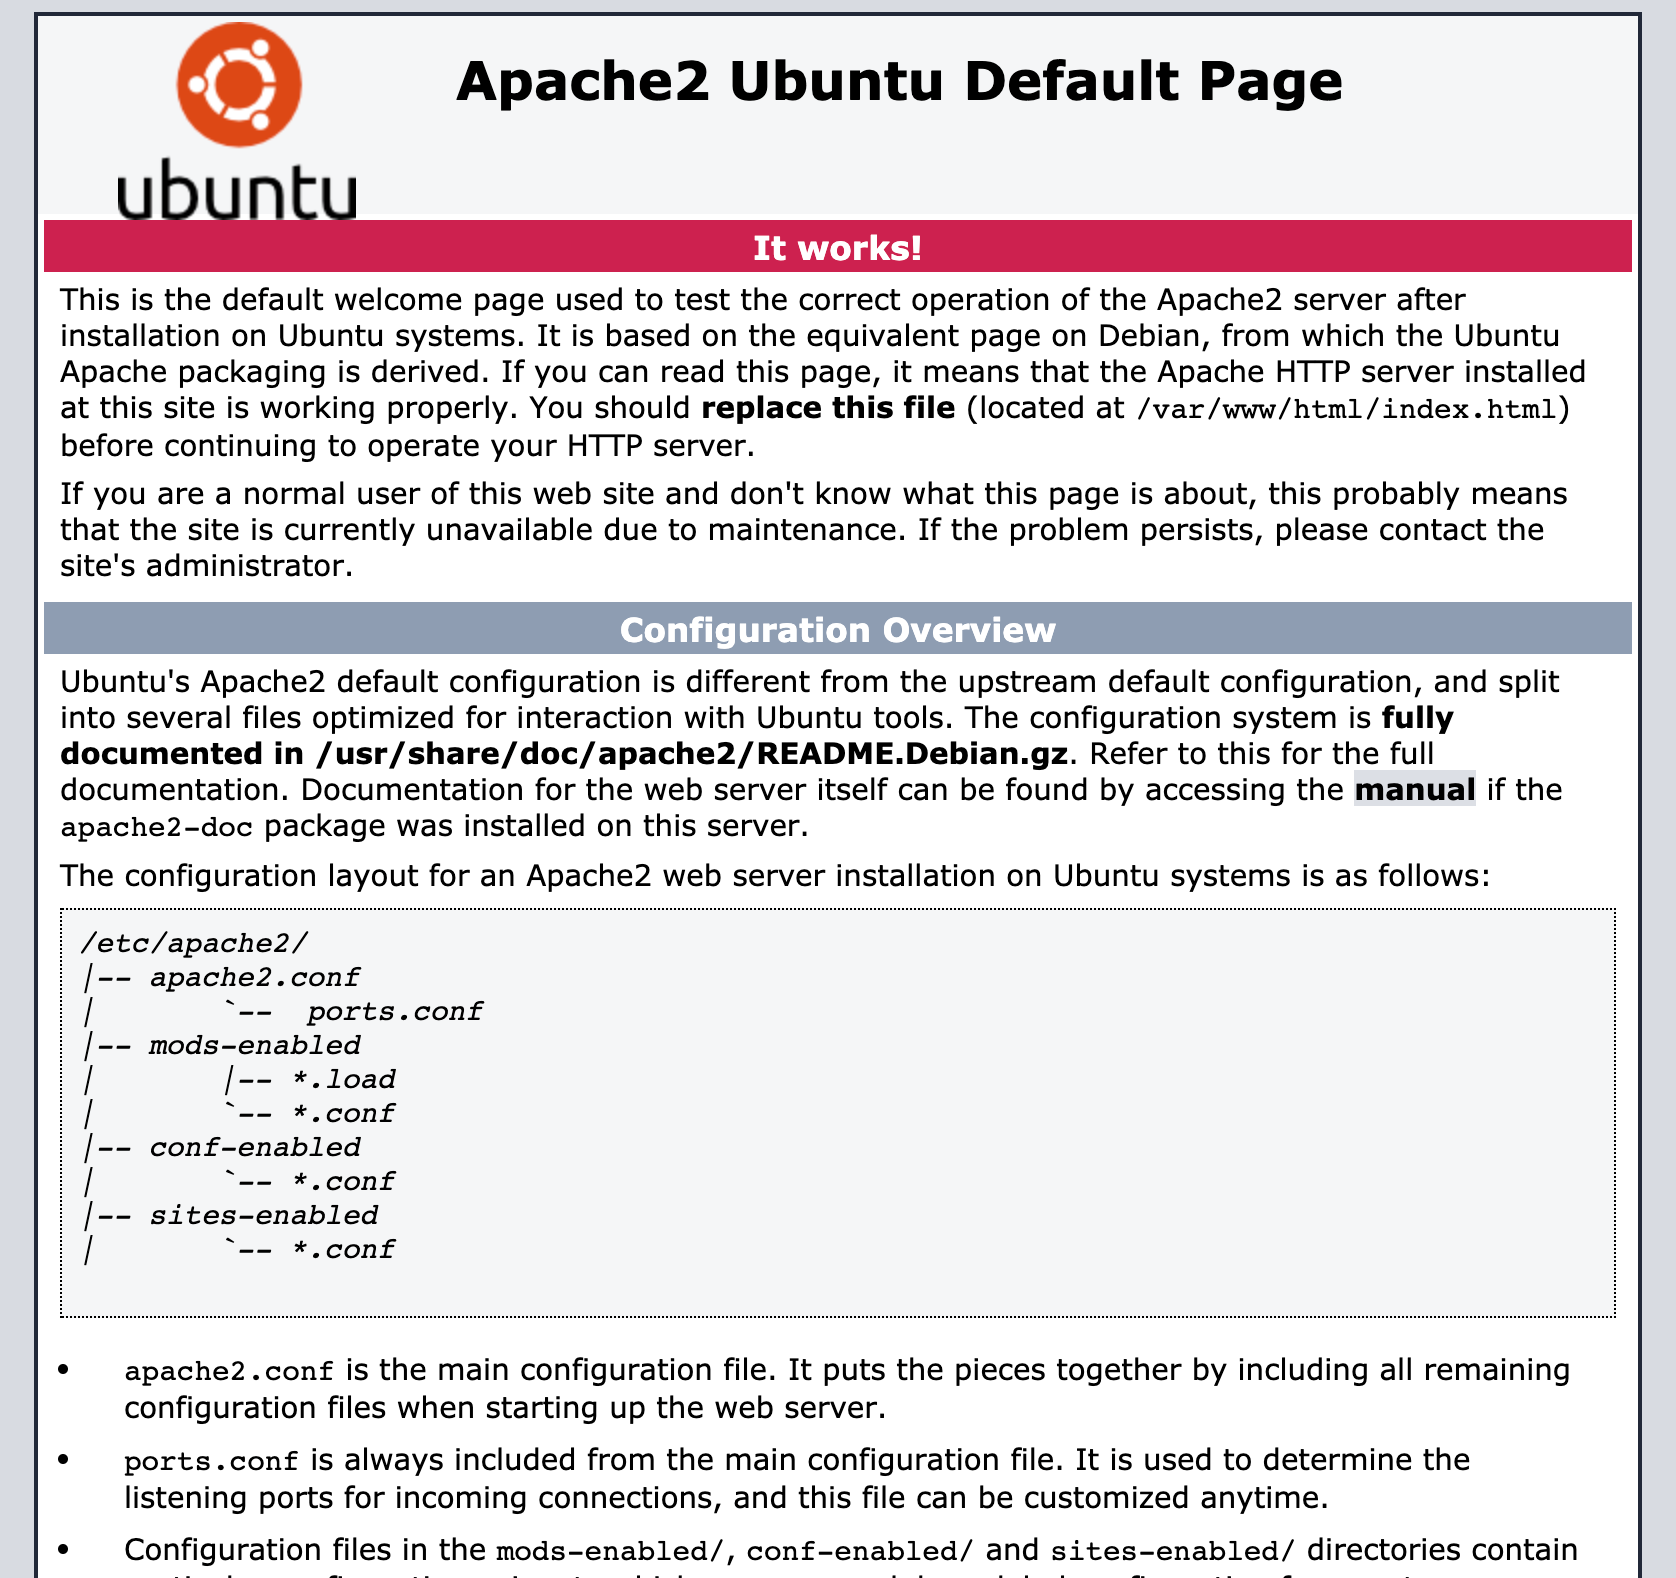 Apache2 Ubuntu Default Page
ubuntu
It works!
This is the default welcome page used to test the correct operation of the Apache2 server after
installation on Ubuntu systems. It is based on the equivalent page on Debian, from which the Ubuntu
Apache packaging is derived. If you can read this page, it means that the Apache HTTP server installed
at this site is working properly. You should replace this file (located at /var/www/html/index.html)
before continuing to operate your HTTP server.
If you are a normal user of this web site and don't know what this page is about, this probably means
that the site is currently unavailable due to maintenance. If the problem persists, please contact the
site's administrator.
Configuration Overview
Ubuntu's Apache2 default configuration is different from the upstream default configuration, and split
into several files optimized for interaction with Ubuntu tools. The configuration system is fully
documented in /usr/share/doc/apache2/README.Debian.gz. Refer to this for the full
documentation. Documentation for the web server itself can be found by accessing the manual if the
apache2-doc package was installed on this server.
The configuration layout for an Apache2 web server installation on Ubuntu systems is as follows:
/etc/apache2/
|-- apache2.conf
|       `--  ports.conf
|-- mods-enabled
|       |-- *.load
|       `-- *.conf
|-- conf-enabled
|       `-- *.conf
|-- sites-enabled
|       `-- *.conf
• apache2.conf is the main configuration file. It puts the pieces together by including all remaining
configuration files when starting up the web server.
• ports.conf is always included from the main configuration file. It is used to determine the
listening ports for incoming connections, and this file can be customized anytime.
• Configuration files in the mods-enabled/, conf-enabled/ and sites-enabled/ directories contain